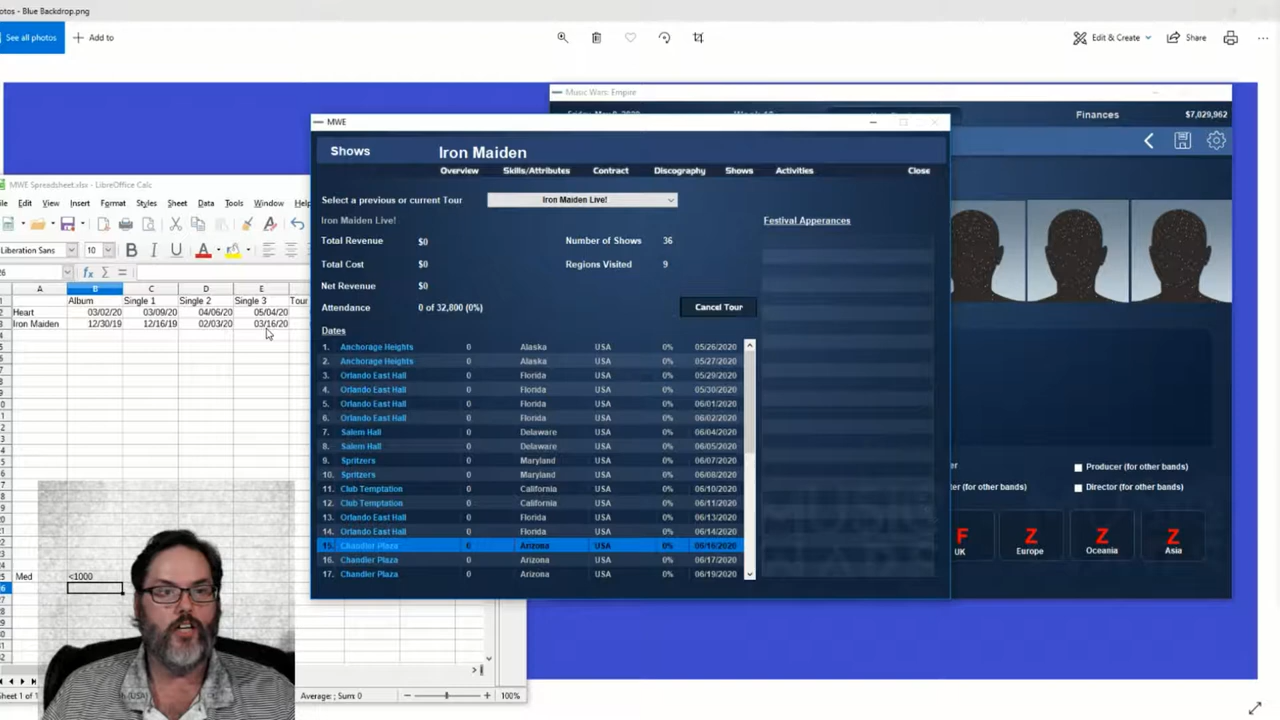 otos - Blue Backdrop.png
See all photos
Add to
Edit & Create
Share
Music Wars: Empire
Finances
$7,029,962
MWE Spreadsheet.xlsx - LibreOffice Calc
Edit View Insert Format Styles Sheet Data Tools Window
Liberation Sans
10
A B C D E
Album Single 1 Single 2 Single 3 Tour
Heart 03/02/20 03/09/20 04/06/20 05/04/20
Iron Maiden 12/30/19 12/16/19 02/03/20 03/16/20
Med <1000
Average: ; Sum: 0
100%
MWE
Shows
Iron Maiden
Overview Skills/Attributes Contract Discography Shows Activities Close
Select a previous or current Tour
Iron Maiden Live!
Iron Maiden Live!
Festival Apperances
Total Revenue $0 Number of Shows 36
Total Cost $0 Regions Visited 9
Net Revenue $0
Attendance 0 of 32,800 (0%)
Cancel Tour
Dates
1. Anchorage Heights 0 Alaska USA 0% 05/26/2020
2. Anchorage Heights 0 Alaska USA 0% 05/27/2020
3. Orlando East Hall 0 Florida USA 0% 05/29/2020
4. Orlando East Hall 0 Florida USA 0% 05/30/2020
5. Orlando East Hall 0 Florida USA 0% 06/01/2020
6. Orlando East Hall 0 Florida USA 0% 06/02/2020
7. Salem Hall 0 Delaware USA 0% 06/04/2020
8. Salem Hall 0 Delaware USA 0% 06/05/2020
9. Spritzers 0 Maryland USA 0% 06/07/2020
10. Spritzers 0 Maryland USA 0% 06/08/2020
11. Club Temptation 0 California USA 0% 06/10/2020
12. Club Temptation 0 California USA 0% 06/11/2020
13. Orlando East Hall 0 Florida USA 0% 06/13/2020
14. Orlando East Hall 0 Florida USA 0% 06/14/2020
15. Chandler Plaza 0 Arizona USA 0% 06/16/2020
16. Chandler Plaza 0 Arizona USA 0% 06/17/2020
17. Chandler Plaza 0 Arizona USA 0% 06/19/2020
Producer (for other bands)
(for other bands)
Director (for other bands)
F Z Z Z
UK Europe Oceania Asia